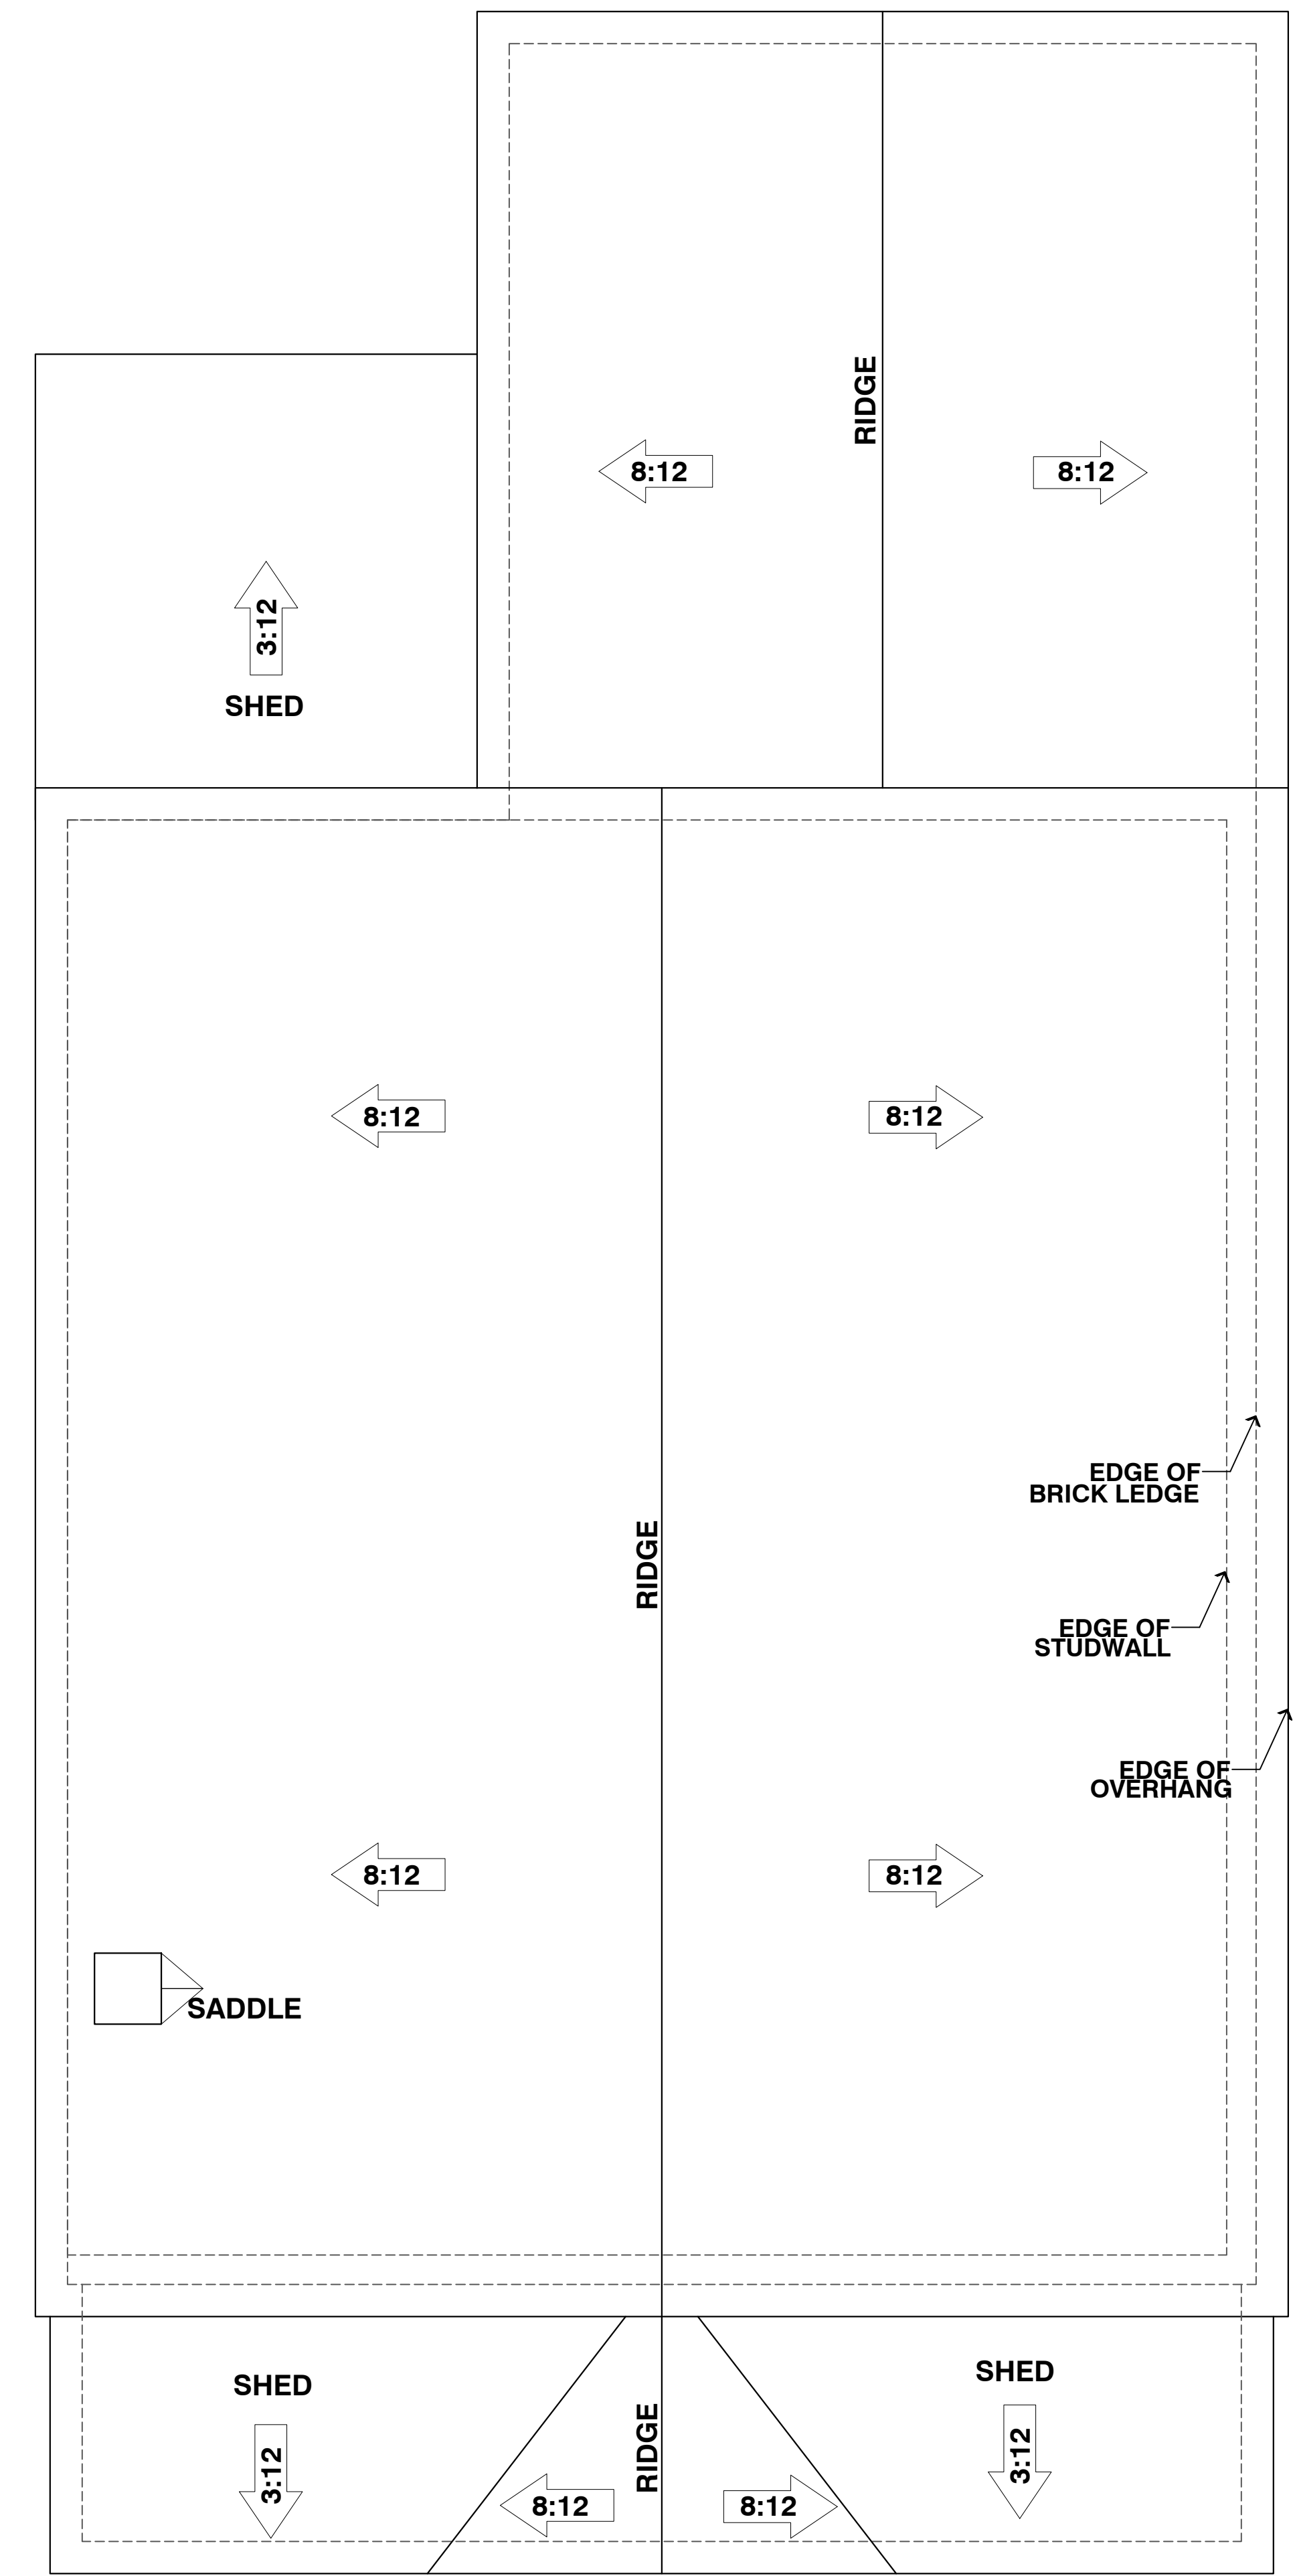 RIDGE
8:12
8:12
3:12
SHED
8:12
8:12
EDGE OF
BRICK LEDGE
RIDGE
EDGE OF
STUDWALL
EDGE OF
OVERHANG
8:12
8:12
SADDLE
SHED
SHED
RIDGE
3:12
3:12
8:12
8:12